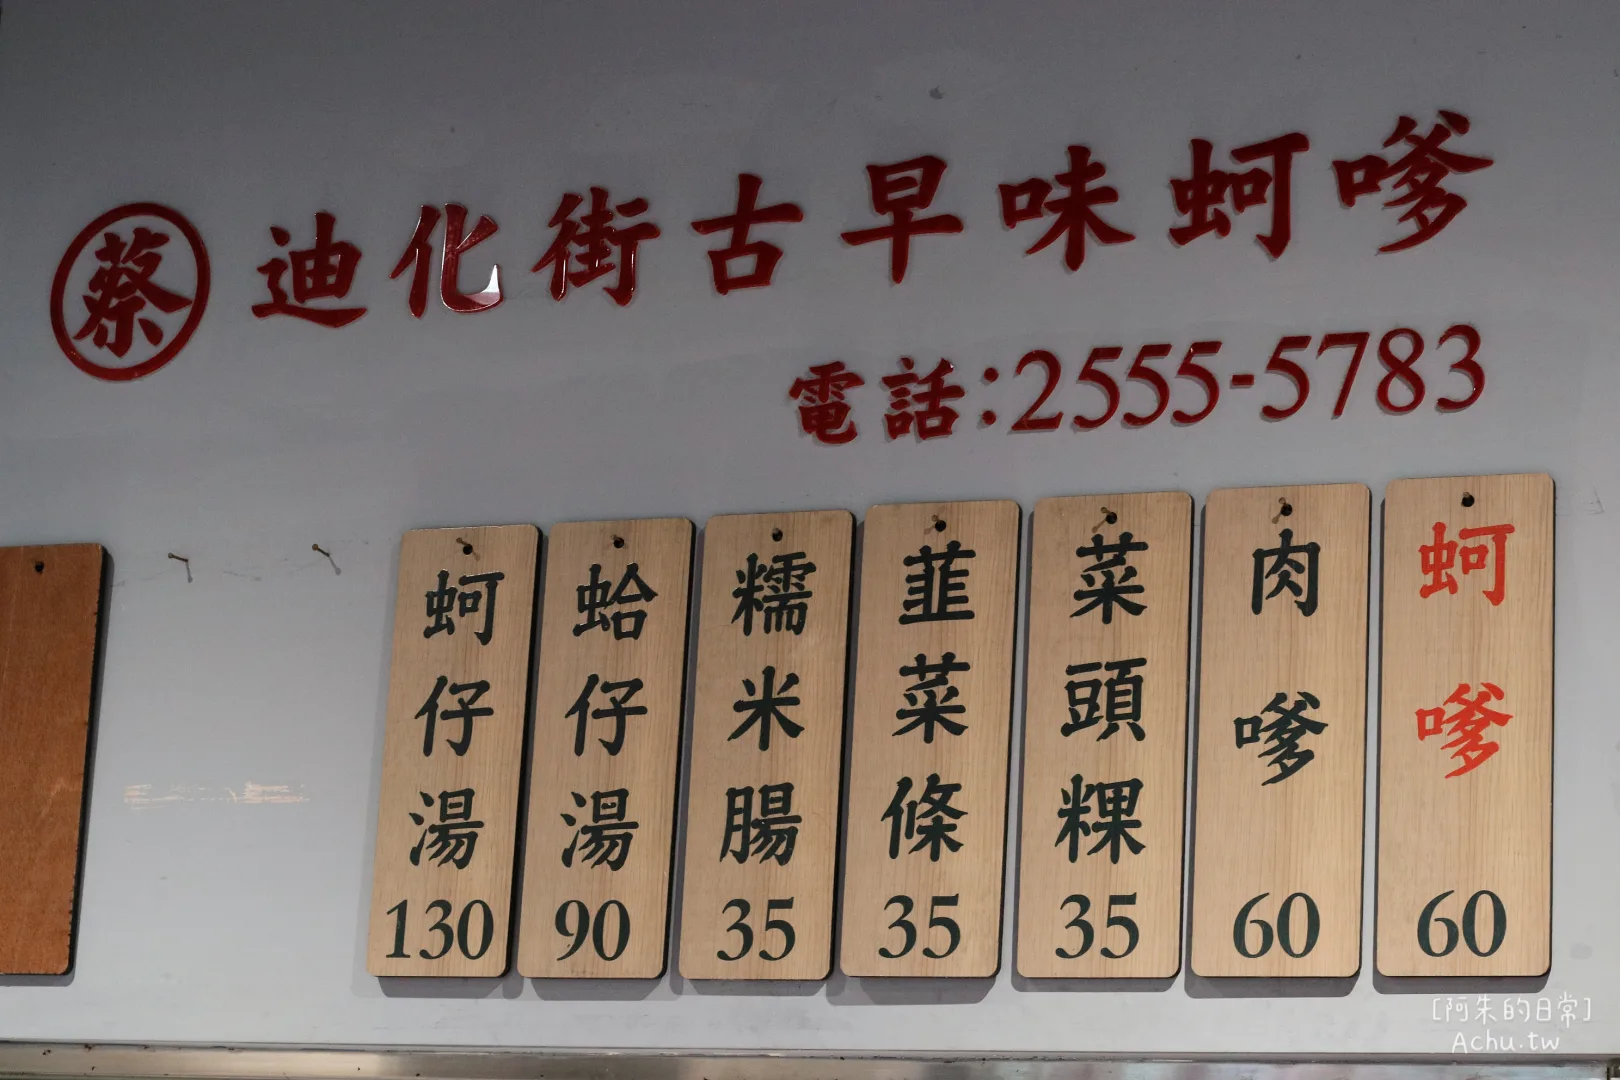 蔡 迪化街古早味蚵嗲
電話:2555-5783
蚵嗲 60
肉嗲 60
菜頭粿 35
韮菜條 35
糯米腸 35
蛤仔湯 90
蚵仔湯 130
[阿朱的日常]
Achu.tw